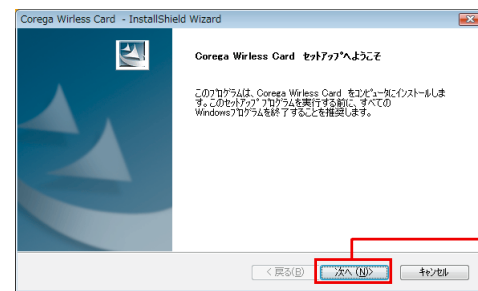 Corega Wirless Card - InstallShield Wizard
Corega Wirless Card セットアップへようこそ
このプログラムは、Corega Wirless Card をコンピュータにインストールしま
す。このセットアップ プログラムを実行する前に、すべての
Windowsプログラムを終了することを推奨します。
< 戻る(B)
次へ (N)>
キャンセル